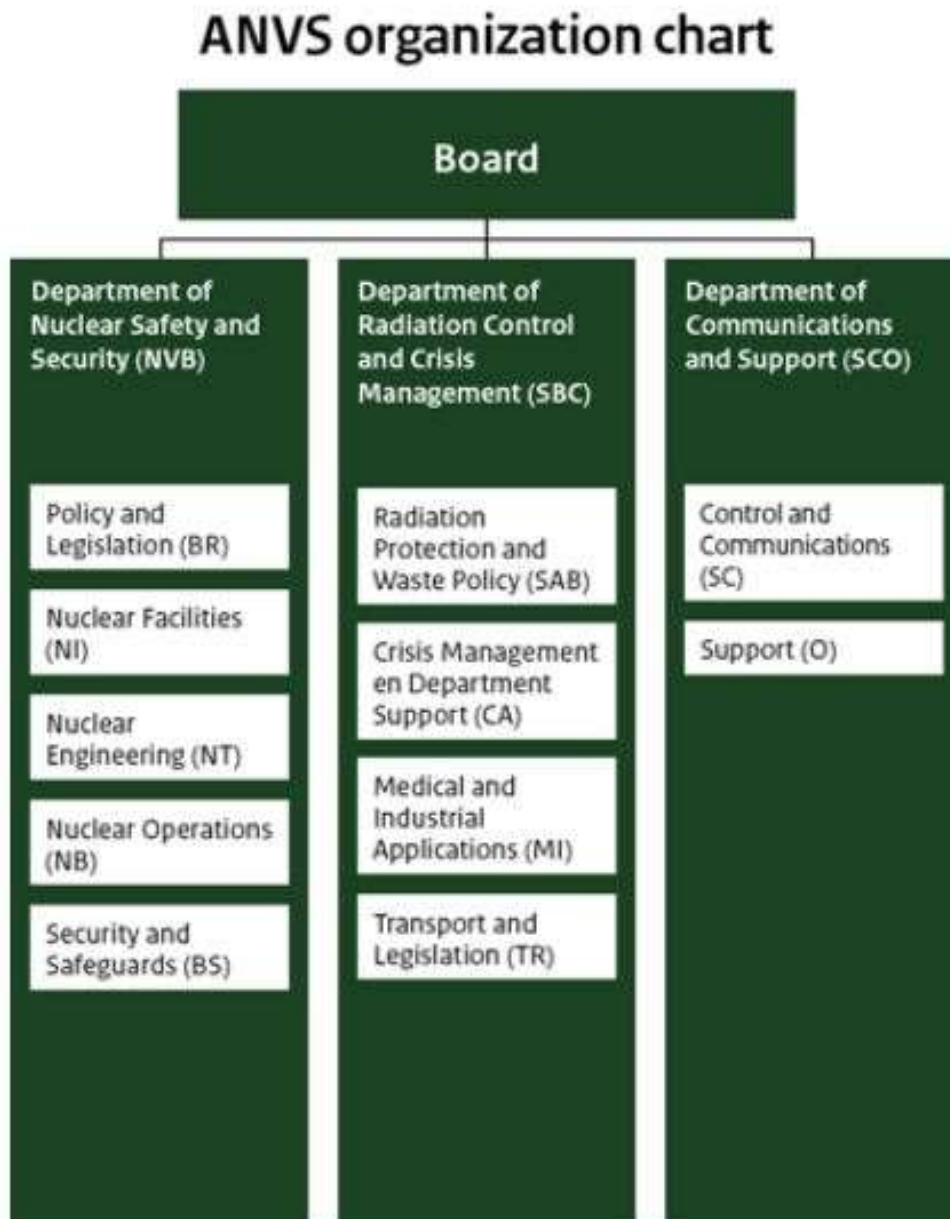 ANVS organization chart
Board
Department of
Nuclear Safety and
Security (NVB)
Policy and
Legislation (BR)
Nuclear Facilities
(NI)
Nuclear
Engineering (NT)
Nuclear Operations
(NB)
Security and
Safeguards (BS)
Department of
Radiation Control
and Crisis
Management (SBC)
Radiation
Protection and
Waste Policy (SAB)
Crisis Management
en Department
Support (CA)
Medical and
Industrial
Applications (MI)
Transport and
Legislation (TR)
Department of
Communications
and Support (SCO)
Control and
Communications
(SC)
Support (O)